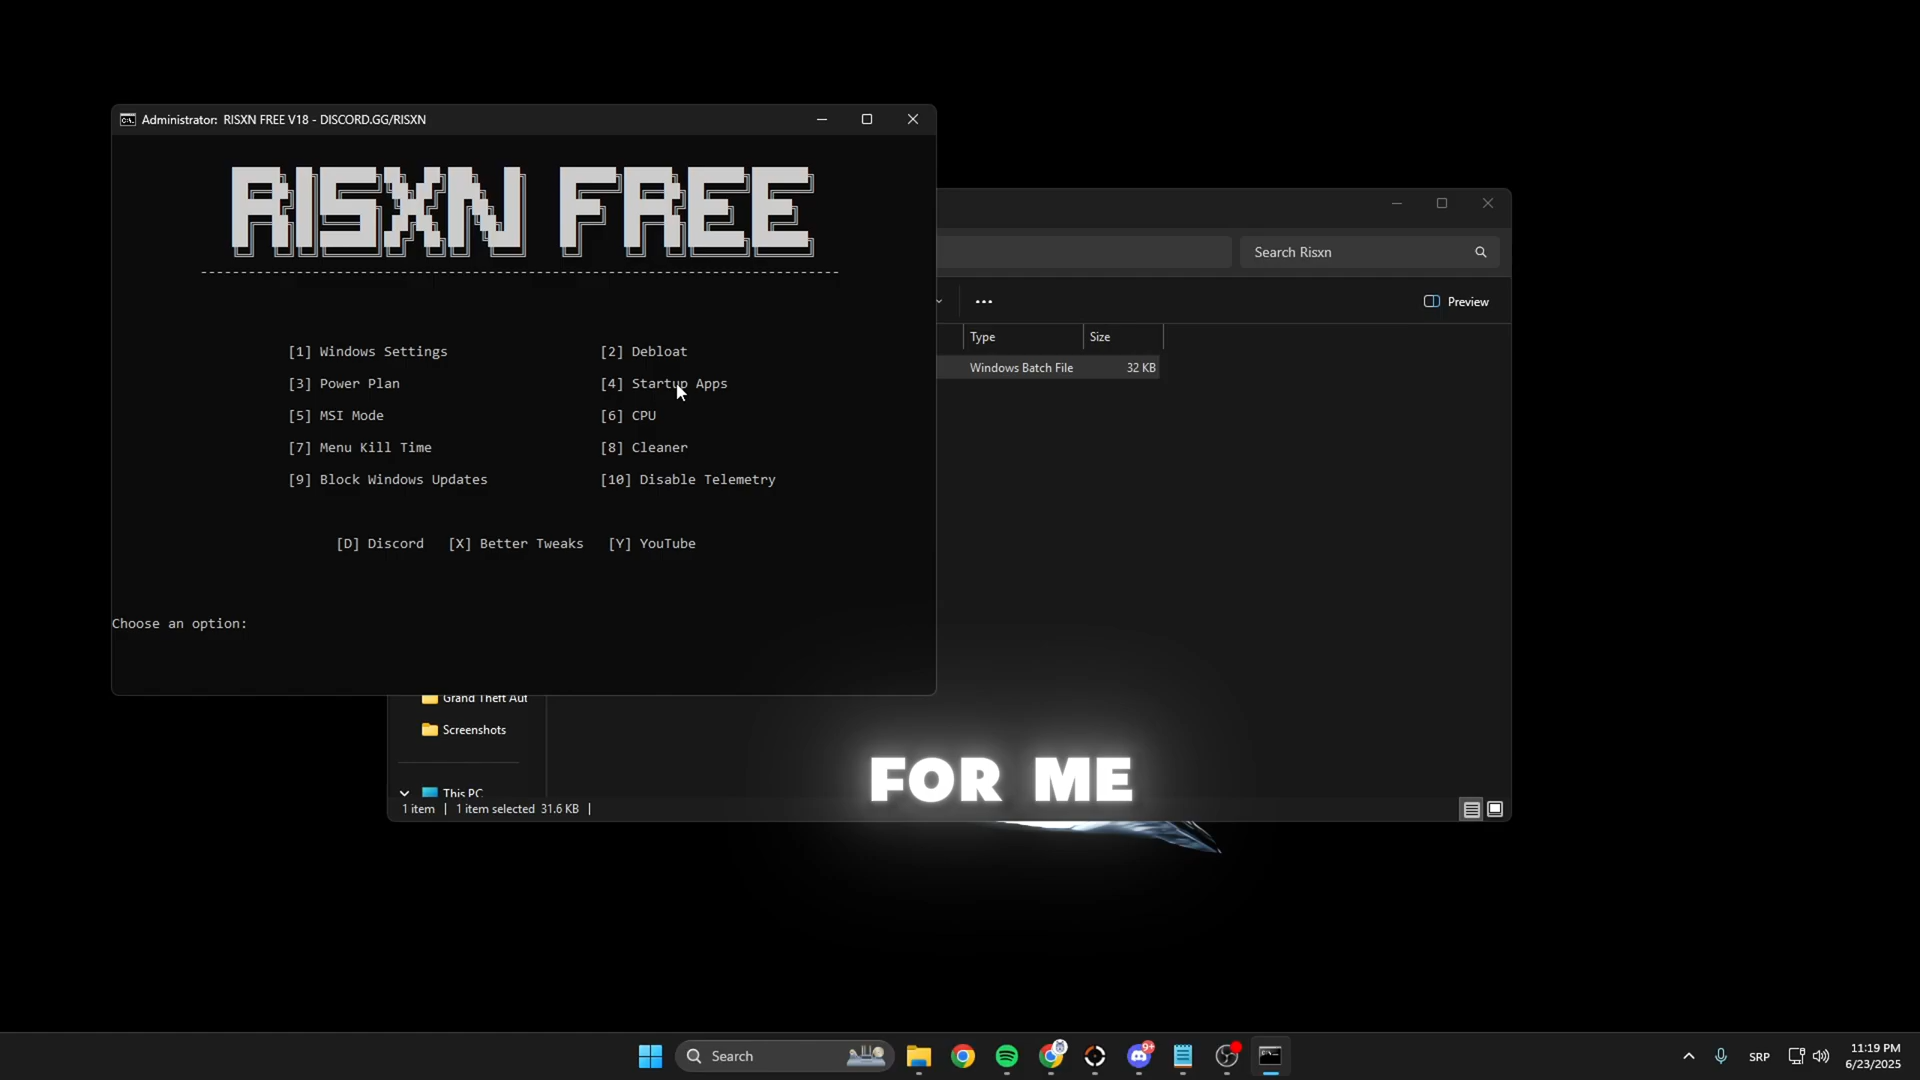 Administrator: RISXN FREE V18 - DISCORD.GG/RISXN
RISXN FREE
[1] Windows Settings
[2] Debloat
[3] Power Plan
[4] Startup Apps
[5] MSI Mode
[6] CPU
[7] Menu Kill Time
[8] Cleaner
[9] Block Windows Updates
[10] Disable Telemetry
[D] Discord [X] Better Tweaks [Y] YouTube
Choose an option:
Search Risxn
Preview
Type
Size
Windows Batch File
32 KB
Grand Theft Aut
Screenshots
This PC
1 item
1 item selected 31.6 KB
FOR ME
Search
9+
SRP
11:19 PM
6/23/2025